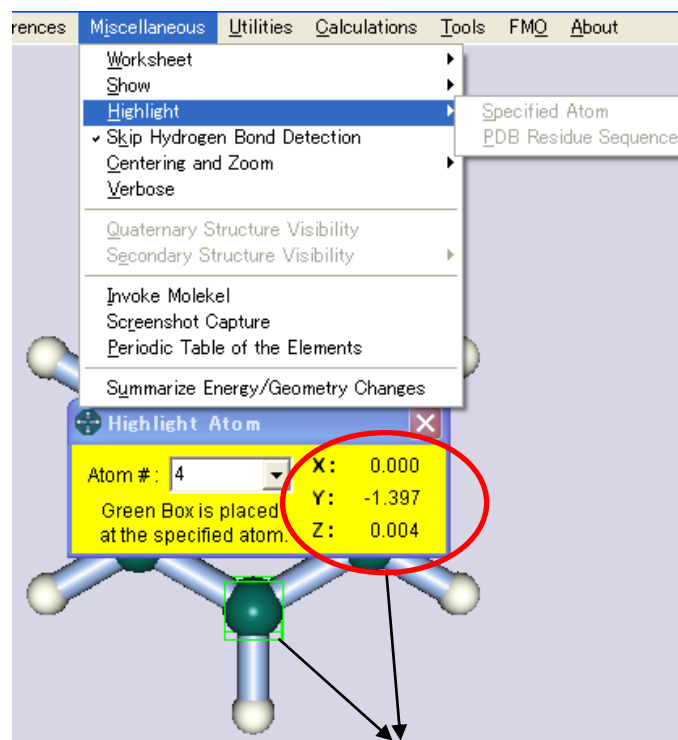 rences Miscellaneous Utilities Calculations Tools FMO About
Worksheet
Show
Highlight
Specified Atom
✓ Skip Hydrogen Bond Detection
PDB Residue Sequence
Centering and Zoom
Verbose
Quaternary Structure Visibility
Secondary Structure Visibility
Invoke Molekel
Screenshot Capture
Periodic Table of the Elements
Summarize Energy/Geometry Changes
Highlight Atom
Atom # : 4
Green Box is placed
at the specified atom.
X : 0.000
Y : -1.397
Z : 0.004